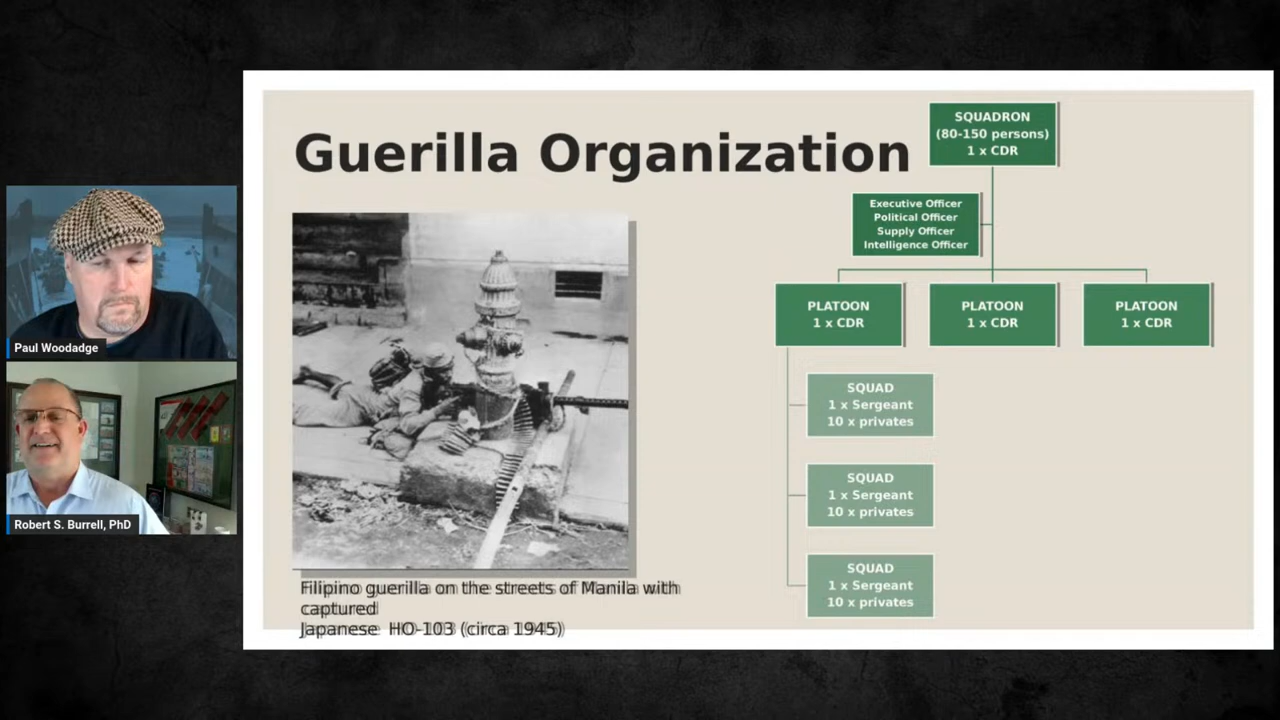 Guerilla Organization
SQUADRON
(80-150 persons)
1 x CDR
Executive Officer
Political Officer
Supply Officer
Intelligence Officer
PLATOON
1 x CDR
PLATOON
1 x CDR
PLATOON
1 x CDR
SQUAD
1 x Sergeant
10 x privates
SQUAD
1 x Sergeant
10 x privates
SQUAD
1 x Sergeant
10 x privates
Filipino guerilla on the streets of Manila with
captured
Japanese HO-103 (circa 1945)
Paul Woodadge
Robert S. Burrell, PhD